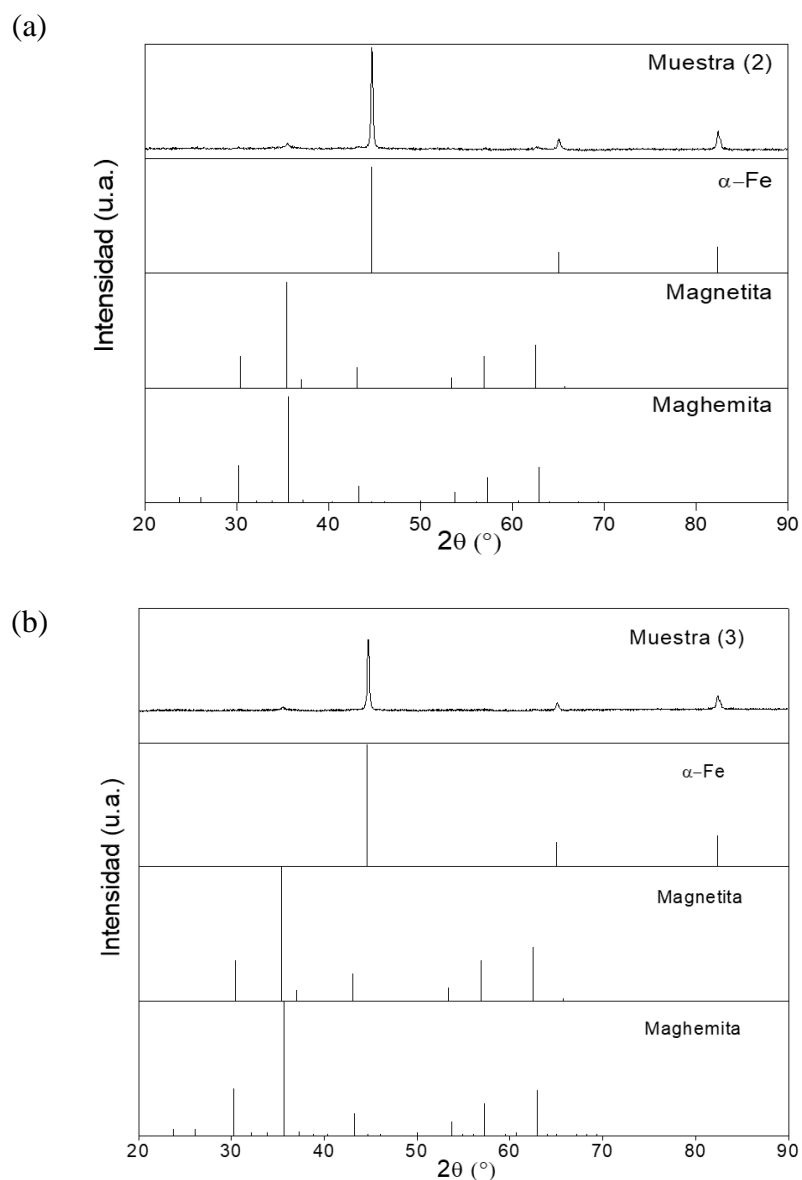 (a)
Muestra (2)
α–Fe
Magnetita
Maghemita
Intensidad (u.a.)
20 30 40 50 60 70 80 90
2θ (°)
(b)
Muestra (3)
α–Fe
Magnetita
Maghemita
Intensidad (u.a.)
20 30 40 50 60 70 80 90
2θ (°)